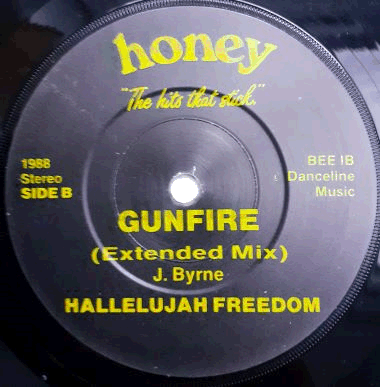 honey
"The hits that stick."
1988
Stereo
SIDE B
BEE IB
Danceline
Music
GUNFIRE
(Extended Mix)
J. Byrne
HALLELUJAH FREEDOM